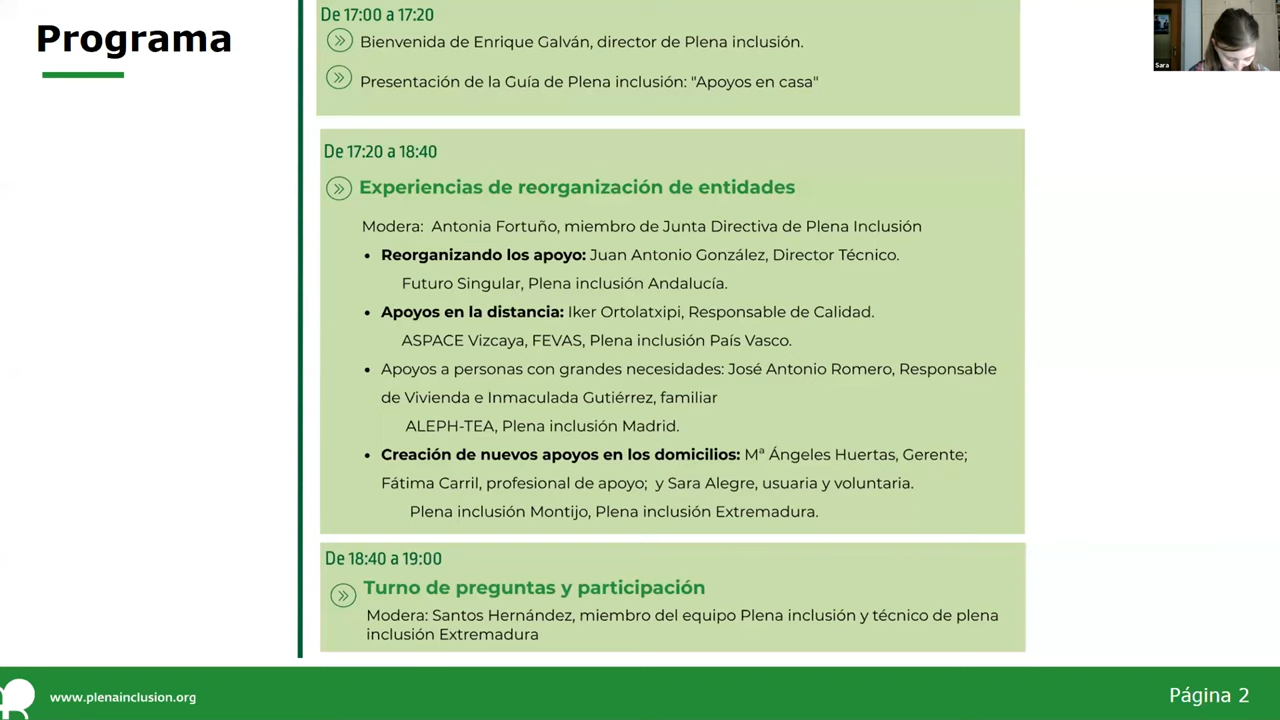 Programa
De 17:00 a 17:20
Bienvenida de Enrique Galván, director de Plena inclusión.
Presentación de la Guía de Plena inclusión: "Apoyos en casa"
De 17:20 a 18:40
Experiencias de reorganización de entidades
Modera: Antonia Fortuño, miembro de Junta Directiva de Plena Inclusión
• Reorganizando los apoyo: Juan Antonio González, Director Técnico.
Futuro Singular, Plena inclusión Andalucía.
• Apoyos en la distancia: Iker Ortolatxipi, Responsable de Calidad.
ASPACE Vizcaya, FEVAS, Plena inclusión País Vasco.
• Apoyos a personas con grandes necesidades: José Antonio Romero, Responsable
de Vivienda e Inmaculada Gutiérrez, familiar
ALEPH-TEA, Plena inclusión Madrid.
• Creación de nuevos apoyos en los domicilios: Mª Ángeles Huertas, Gerente;
Fátima Carril, profesional de apoyo; y Sara Alegre, usuaria y voluntaria.
Plena inclusión Montijo, Plena inclusión Extremadura.
De 18:40 a 19:00
Turno de preguntas y participación
Modera: Santos Hernández, miembro del equipo Plena inclusión y técnico de plena
inclusión Extremadura
Sara
www.plenainclusion.org
Página 2